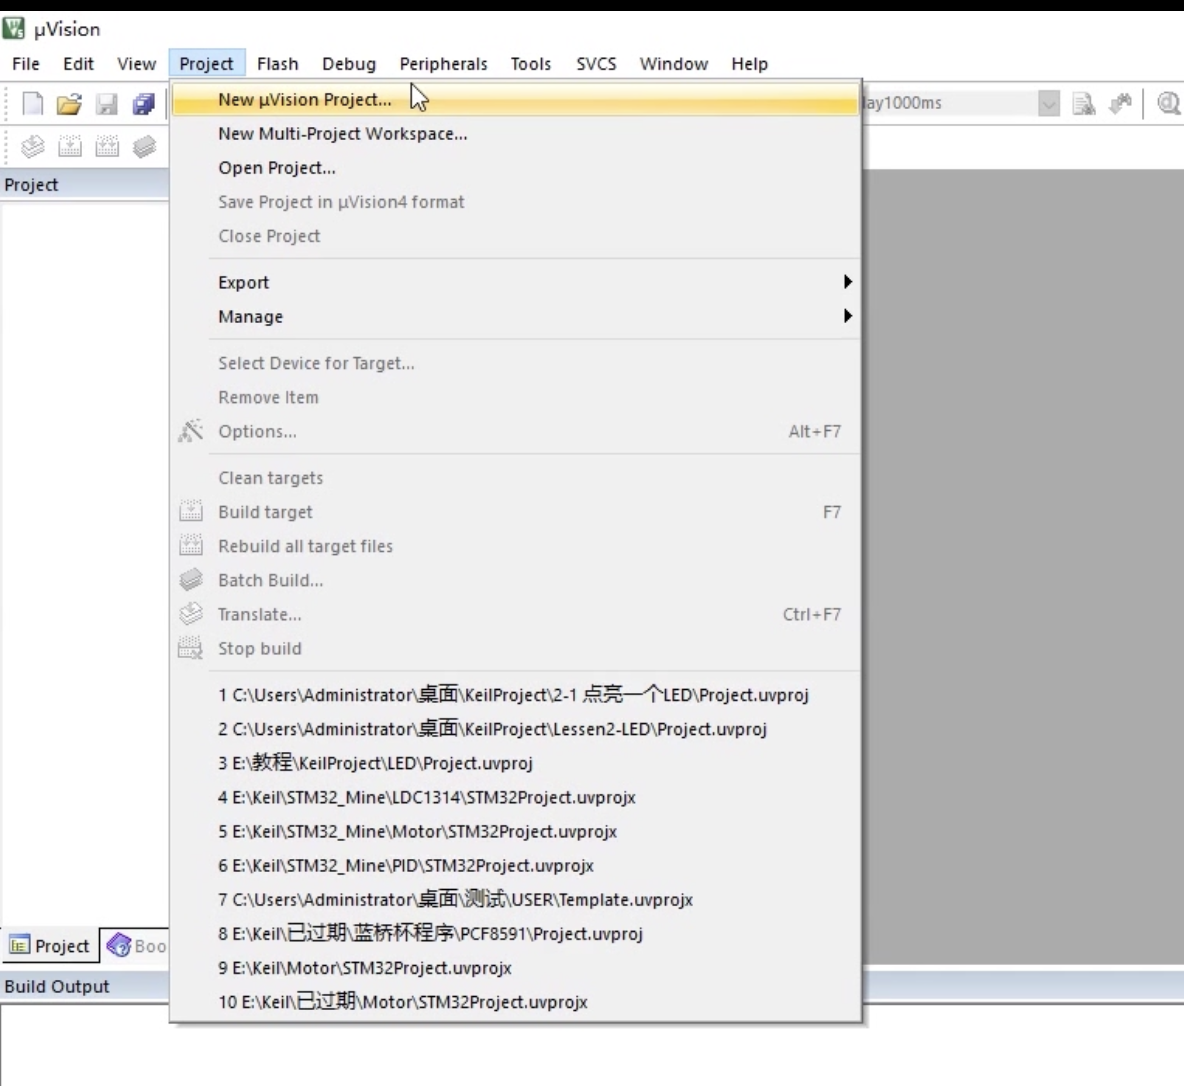 µVision
File Edit View Project Flash Debug Peripherals Tools SVCS Window Help
New µVision Project...
lay1000ms
New Multi-Project Workspace...
Project
Open Project...
Save Project in µVision4 format
Close Project
Export
Manage
Select Device for Target...
Remove Item
Options... Alt+F7
Clean targets
Build target F7
Rebuild all target files
Batch Build...
Translate... Ctrl+F7
Stop build
1 C:\Users\Administrator\桌面\KeilProject\2-1 点亮一个LED\Project.uvproj
2 C:\Users\Administrator\桌面\KeilProject\Lessen2-LED\Project.uvproj
3 E:\教程\KeilProject\LED\Project.uvproj
4 E:\Keil\STM32_Mine\LDC1314\STM32Project.uvprojx
5 E:\Keil\STM32_Mine\Motor\STM32Project.uvprojx
6 E:\Keil\STM32_Mine\PID\STM32Project.uvprojx
7 C:\Users\Administrator\桌面\测试\USER\Template.uvprojx
8 E:\Keil\已过期\蓝桥杯程序\PCF8591\Project.uvproj
9 E:\Keil\Motor\STM32Project.uvprojx
10 E:\Keil\已过期\Motor\STM32Project.uvprojx
Project Boo
Build Output